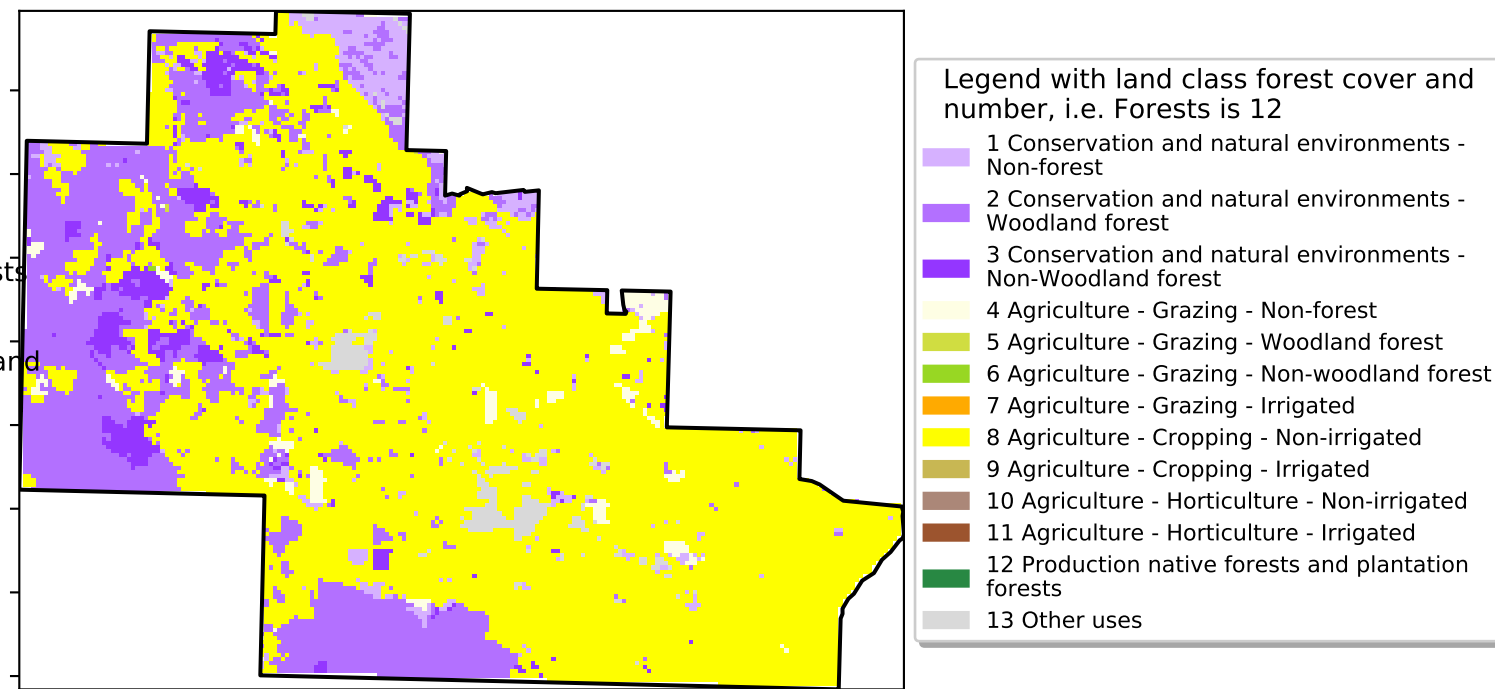 Legend with land class forest cover and
number, i.e. Forests is 12
1 Conservation and natural environments -
Non-forest
2 Conservation and natural environments -
Woodland forest
3 Conservation and natural environments -
Non-Woodland forest
4 Agriculture - Grazing - Non-forest
5 Agriculture - Grazing - Woodland forest
6 Agriculture - Grazing - Non-woodland forest
7 Agriculture - Grazing - Irrigated
8 Agriculture - Cropping - Non-irrigated
9 Agriculture - Cropping - Irrigated
10 Agriculture - Horticulture - Non-irrigated
11 Agriculture - Horticulture - Irrigated
12 Production native forests and plantation
forests
13 Other uses